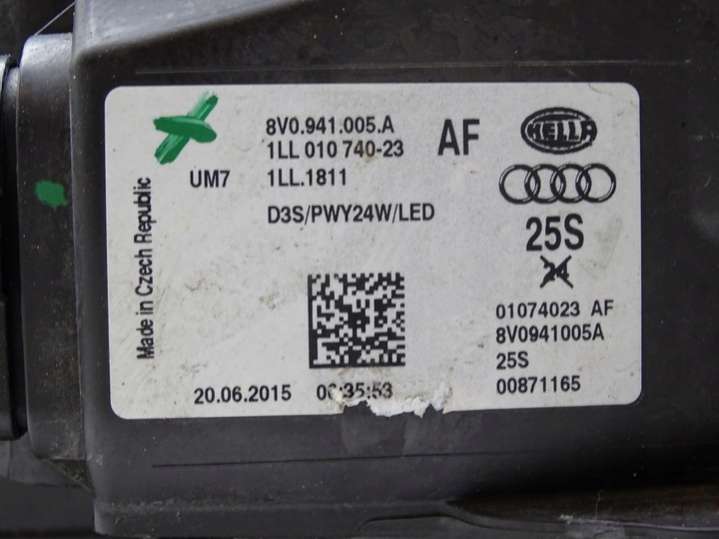 8V0.941.005.A AF HELLA
1LL 010 740-23
UM7 1LL.1811
D3S/PWY24W/LED 25S
24
Made in Czech Republic
01074023 AF
8V0941005A
25S
20.06.2015 00871165